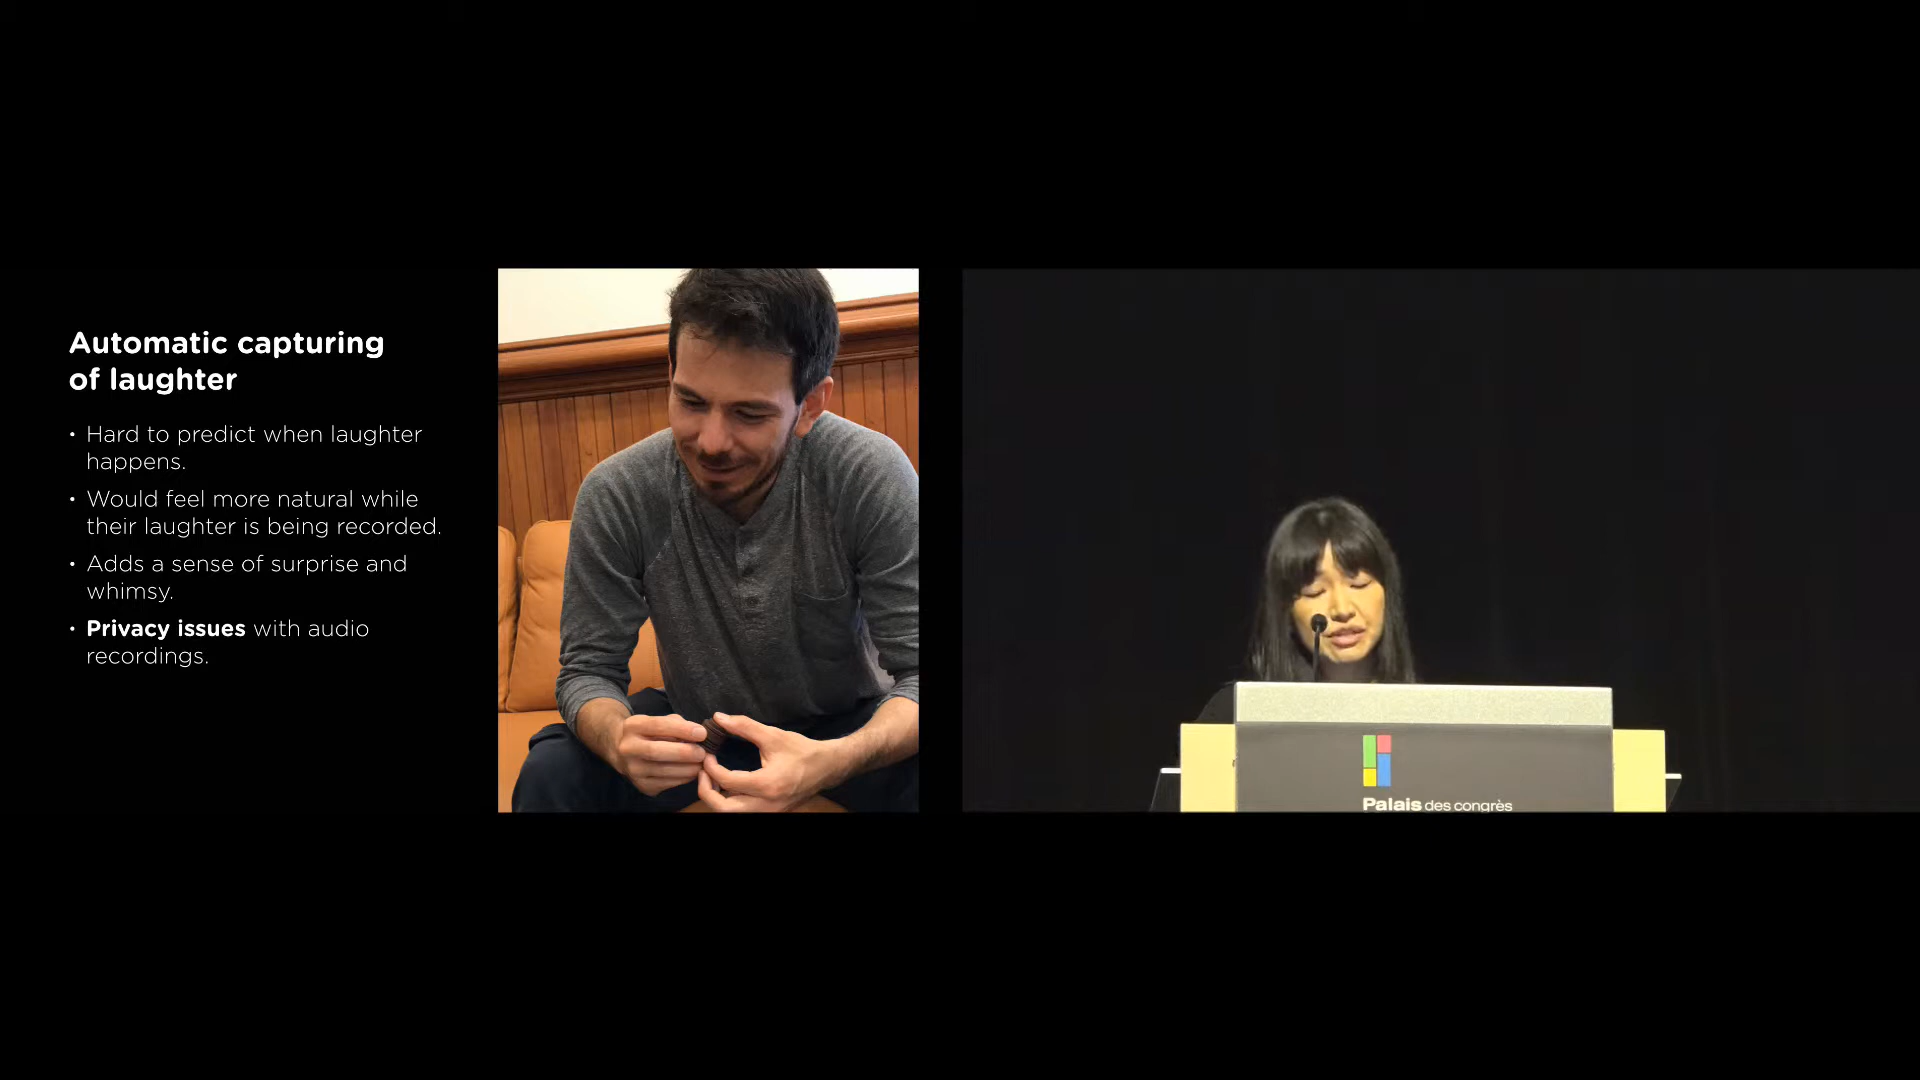 Automatic capturing
of laughter
• Hard to predict when laughter
happens.
• Would feel more natural while
their laughter is being recorded.
• Adds a sense of surprise and
whimsy.
• Privacy issues with audio
recordings.
Palais des congrès